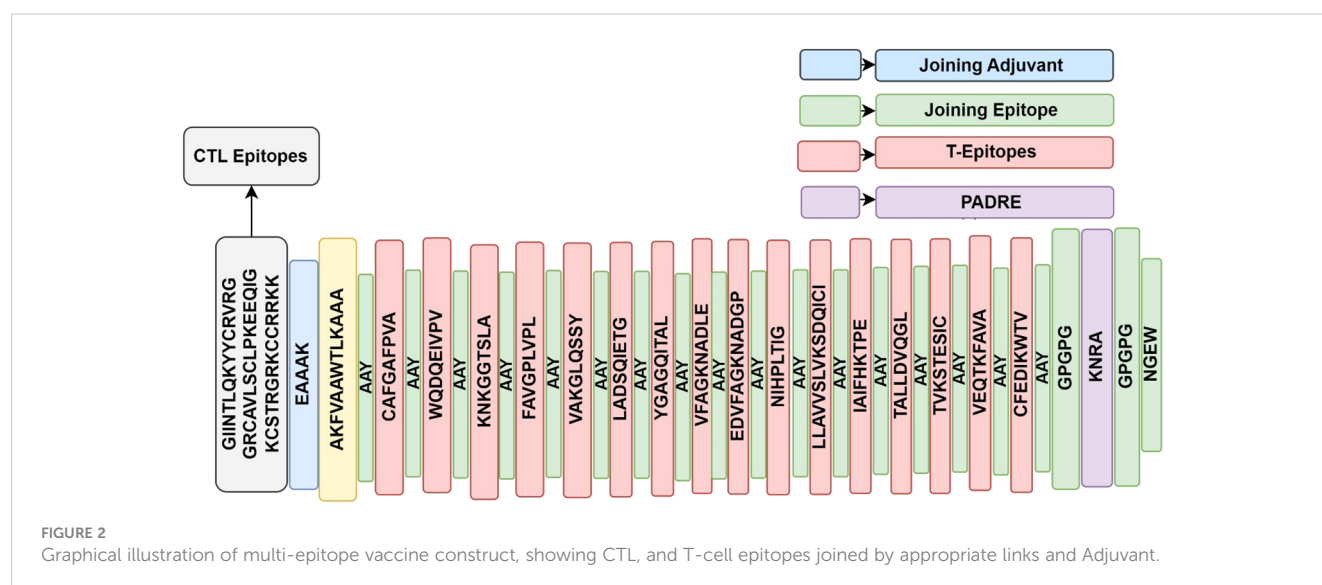 Joining Adjuvant
Joining Epitope
T-Epitopes
PADRE
CTL Epitopes
GIINTLQKYYCRVRG
GRCAVLSCLPKEEQIG
KCSTRGRKCCRRKK
EAAAK
AKFVAAWTLKAAA
AAY
CAFGAFPVA
AAY
WQDQEIVPV
AAY
KNKGGTSLA
AAY
FAVGPLVPL
AAY
VAKGLQSSY
AAY
LADSQIETG
AAY
YGAGQITAL
AAY
VFAGKNADLE
AAY
EDVFAGKNADGP
AAY
NIHPLTIG
AAY
LLAVVSLVKSDQICI
AAY
IAIFHKTPE
AAY
TALLDVQGL
AAY
TVKSTESIC
AAY
VEQTKFAVA
AAY
CFEDIKWTV
AAY
GPGPG
KNRA
GPGPG
NGEW
FIGURE 2
Graphical illustration of multi-epitope vaccine construct, showing CTL, and T-cell epitopes joined by appropriate links and Adjuvant.